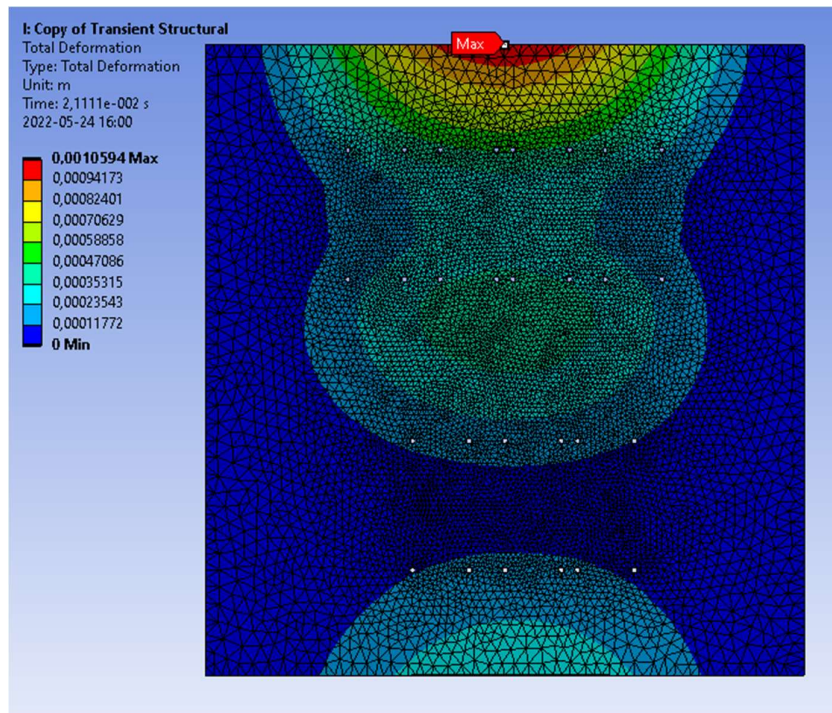 I: Copy of Transient Structural
Total Deformation
Type: Total Deformation
Unit: m
Time: 2,1111e-002 s
2022-05-24 16:00
0,0010594 Max
0,00094173
0,00082401
0,00070629
0,00058858
0,00047086
0,00035315
0,00023543
0,00011772
0 Min
Max